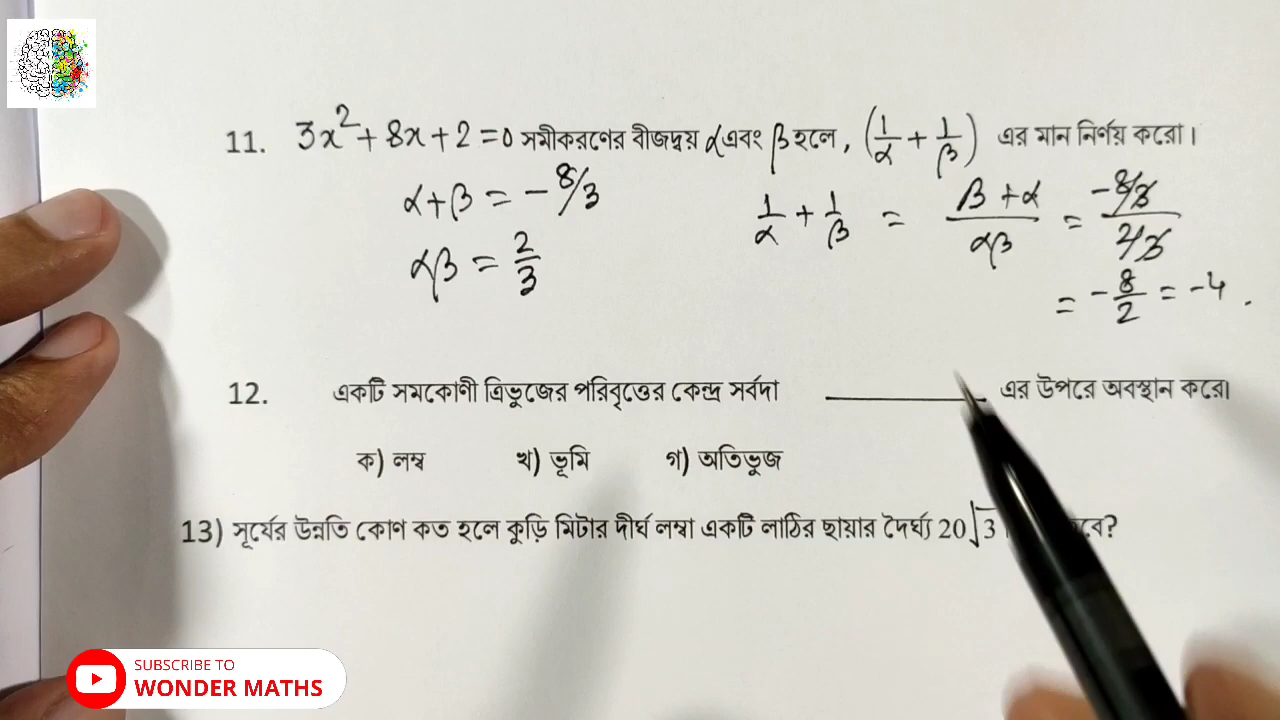 11. 3x² + 8x + 2 = 0 সমীকরণের বীজদ্বয় α এবং β হলে, (1/α + 1/β) এর মান নির্ণয় করো।
α + β = -8/3
1/α + 1/β = β + α / αβ = -8/3 / 2/3
αβ = 2/3
= -8/2 = -4.
12. একটি সমকোণী ত্রিভুজের পরিবৃত্তের কেন্দ্র সর্বদা __________ এর উপরে অবস্থান করে।
ক) লম্ব খ) ভূমি গ) অতিভুজ
13) সূর্যের উন্নতি কোণ কত হলে কুড়ি মিটার দীর্ঘ লম্বা একটি লাঠির ছায়ার দৈর্ঘ্য 20√3
SUBSCRIBE TO
WONDER MATHS